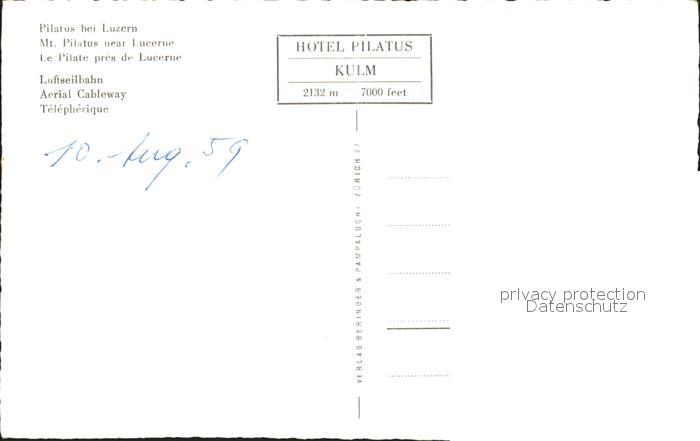 Pilatus bei Luzern
Mt. Pilatus near Lucerne
Le Pilate près de Lucerne
Luftseilbahn
Aerial Cableway
Téléphérique
10. Aug. 59
HOTEL PILATUS
KULM
2132 m 7000 feet
VERLAG BERINGER & PAMPALUCHI ZÜRICH 27
privacy protection
Datenschutz